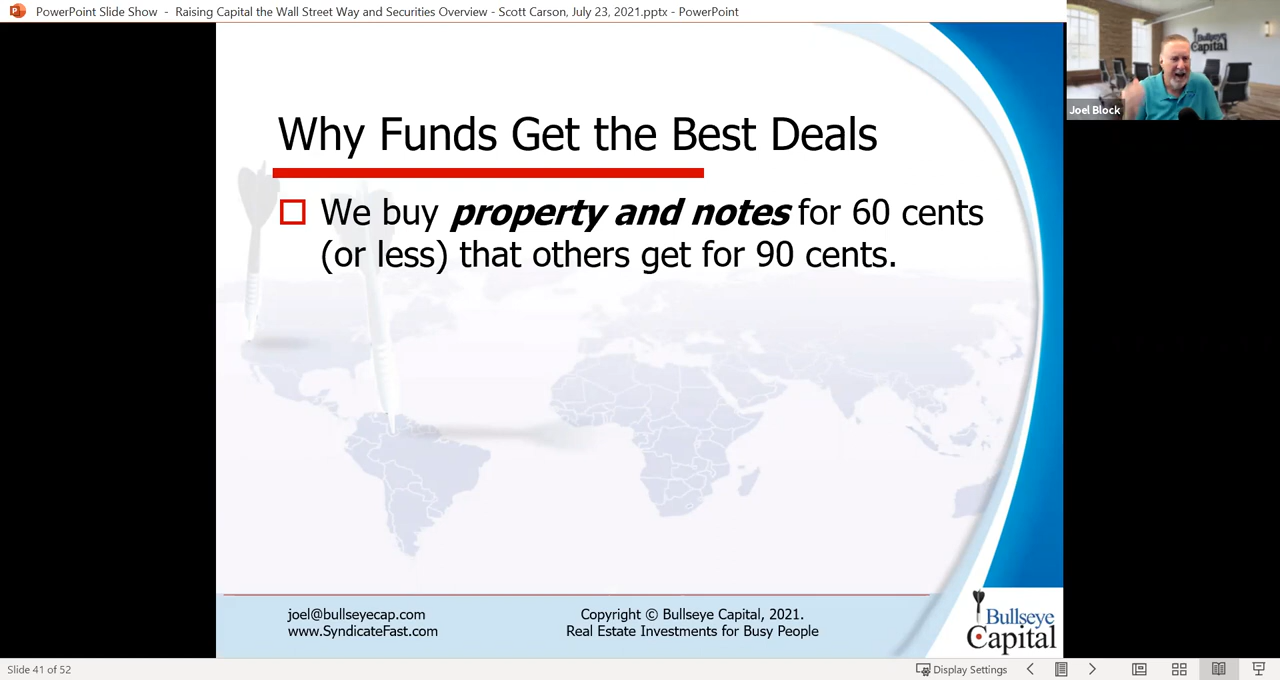 PowerPoint Slide Show - Raising Capital the Wall Street Way and Securities Overview - Scott Carson, July 23, 2021.pptx - PowerPoint
Bullseye
Capital
Joel Block
Why Funds Get the Best Deals
We buy property and notes for 60 cents
(or less) that others get for 90 cents.
joel@bullseyecap.com
www.SyndicateFast.com
Copyright © Bullseye Capital, 2021.
Real Estate Investments for Busy People
Bullseye
Capital
Slide 41 of 52
Display Settings